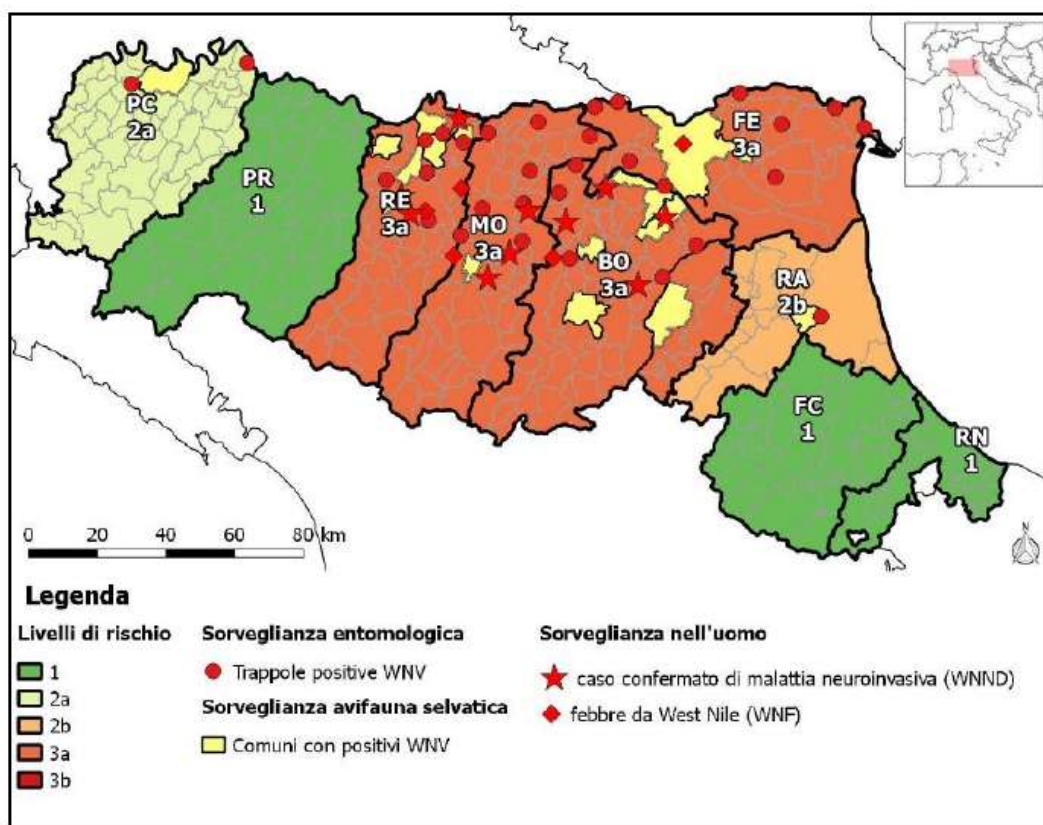 PC
2a
PR
1
RE
3a
MO
3a
BO
3a
FE
3a
RA
2b
FC
1
RN
1
0 20 40 60 80 km
N
Legenda
Livelli di rischio
1
2a
2b
3a
3b
Sorveglianza entomologica
Trappole positive WNV
Sorveglianza avifauna selvatica
Comuni con positivi WNV
Sorveglianza nell'uomo
caso confermato di malattia neuroinvasiva (WNND)
febbre da West Nile (WNF)